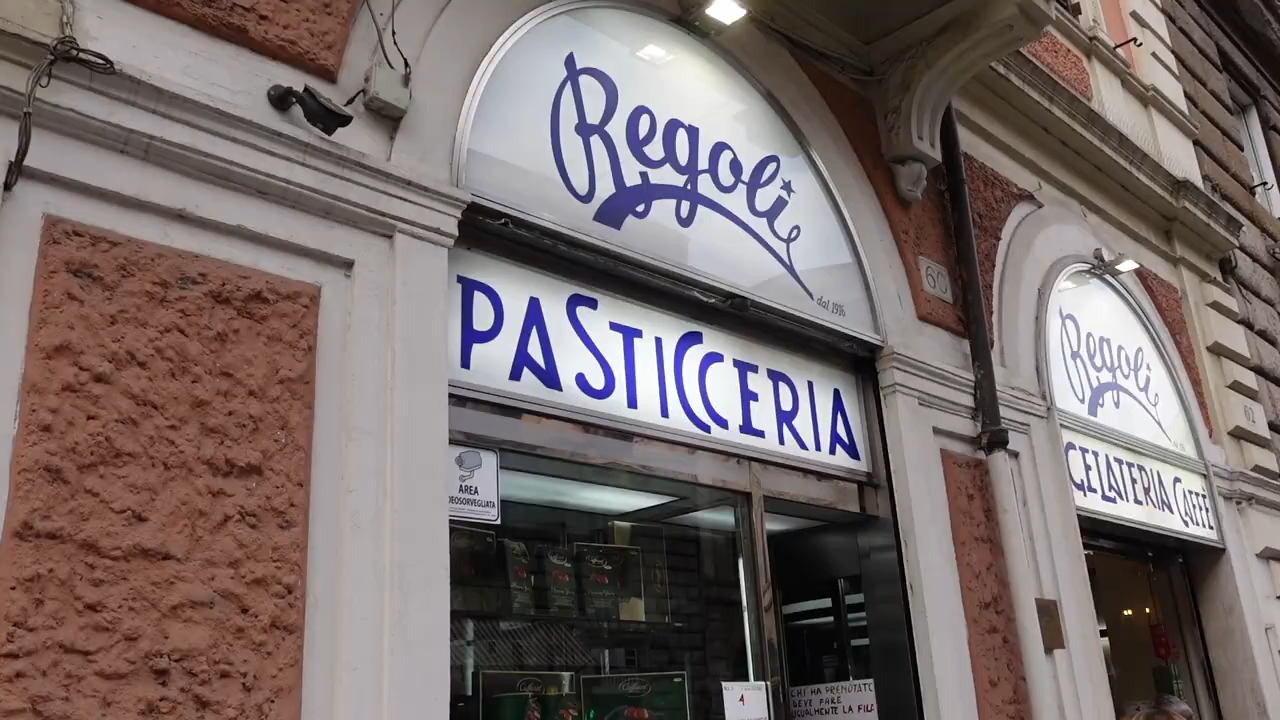 Regoli
dal 1916
PASTICCERIA
60
Regoli
GELATERIA CAFFÈ
62
AREA
VIDEOSORVEGLIATA
4
CHI HA PRENOTATO
DEVE FARE
UGUALMENTE LA FILA